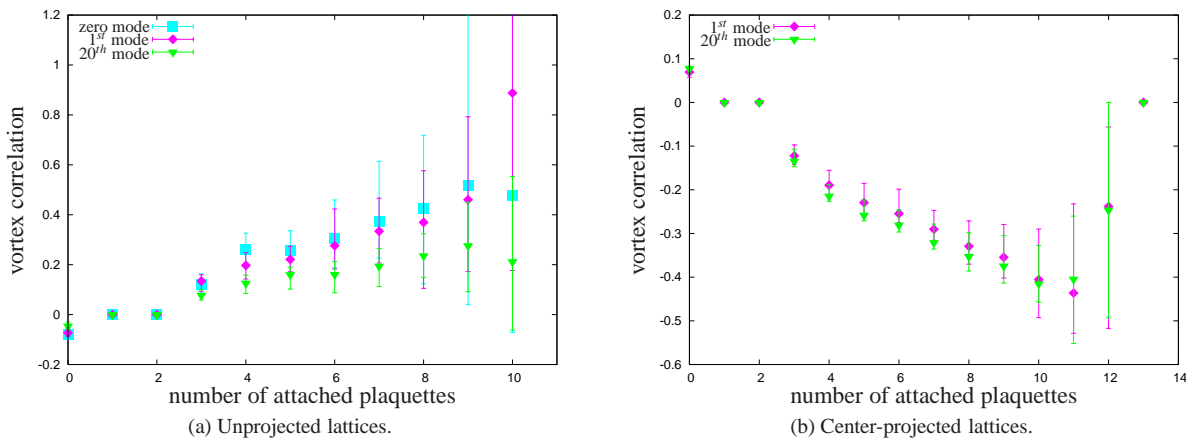 zero mode
1st mode
20th mode
1.2
1
0.8
0.6
0.4
0.2
0
-0.2
vortex correlation
0 2 4 6 8 10
number of attached plaquettes
(a) Unprojected lattices.
1st mode
20th mode
0.2
0.1
0
-0.1
-0.2
-0.3
-0.4
-0.5
-0.6
vortex correlation
0 2 4 6 8 10 12 14
number of attached plaquettes
(b) Center-projected lattices.